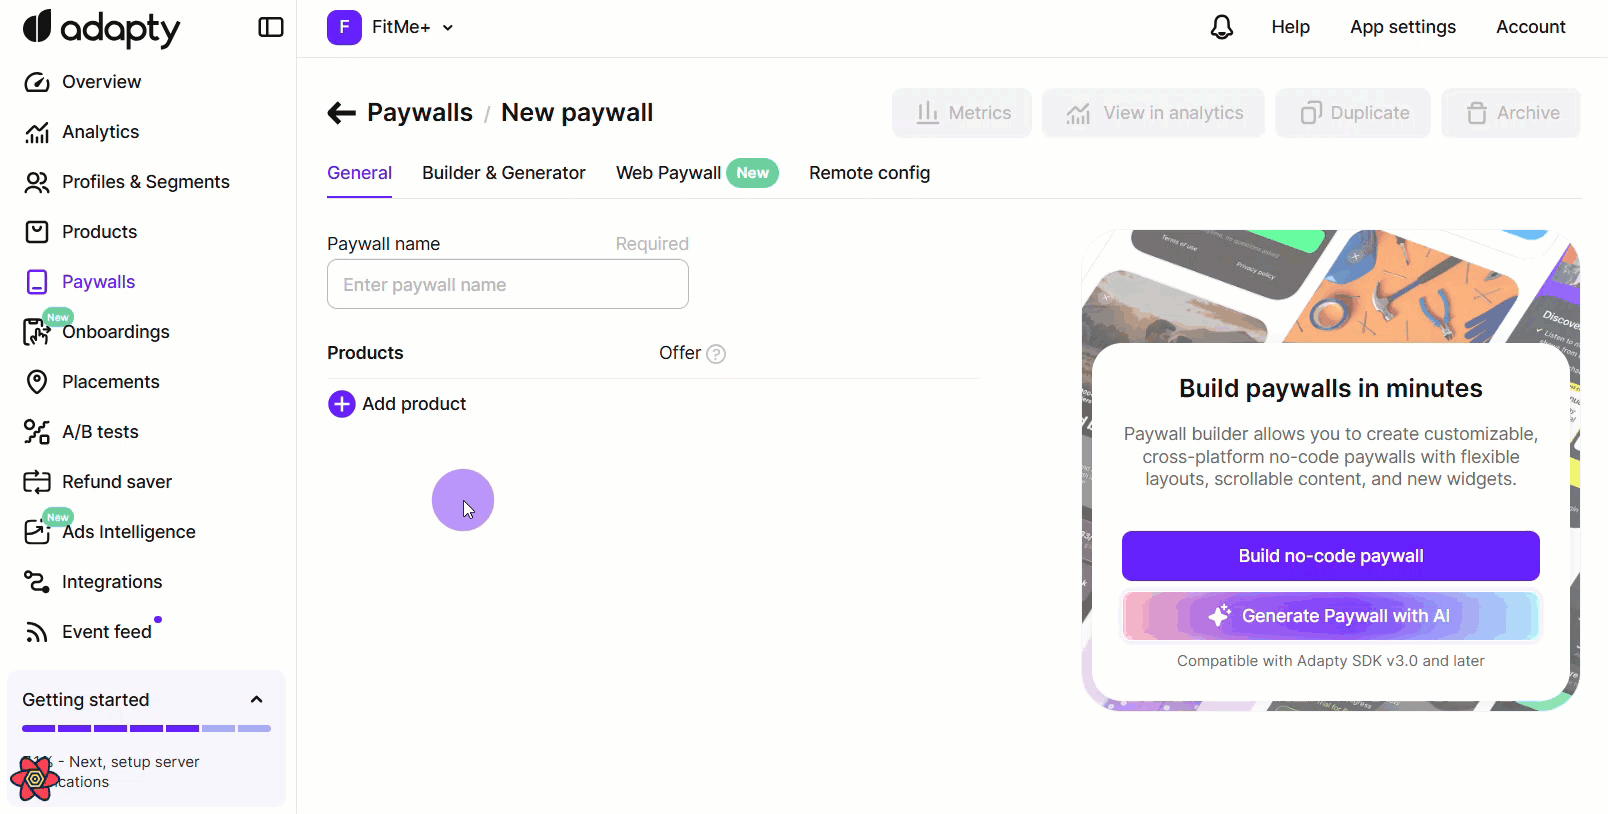 adapty
F FitMe+
Help
App settings
Account
Overview
Analytics
Profiles & Segments
Products
Paywalls
New
Onboardings
Placements
A/B tests
Refund saver
New
Ads Intelligence
Integrations
Event feed
Getting started
- Next, setup server
Paywalls / New paywall
Metrics
View in analytics
Duplicate
Archive
General
Builder & Generator
Web Paywall New
Remote config
Paywall name
Required
Enter paywall name
Products
Offer ?
Add product
Terms of use
Privacy policy
Build paywalls in minutes
Paywall builder allows you to create customizable,
cross-platform no-code paywalls with flexible
layouts, scrollable content, and new widgets.
Build no-code paywall
Generate Paywall with AI
Compatible with Adapty SDK v3.0 and later